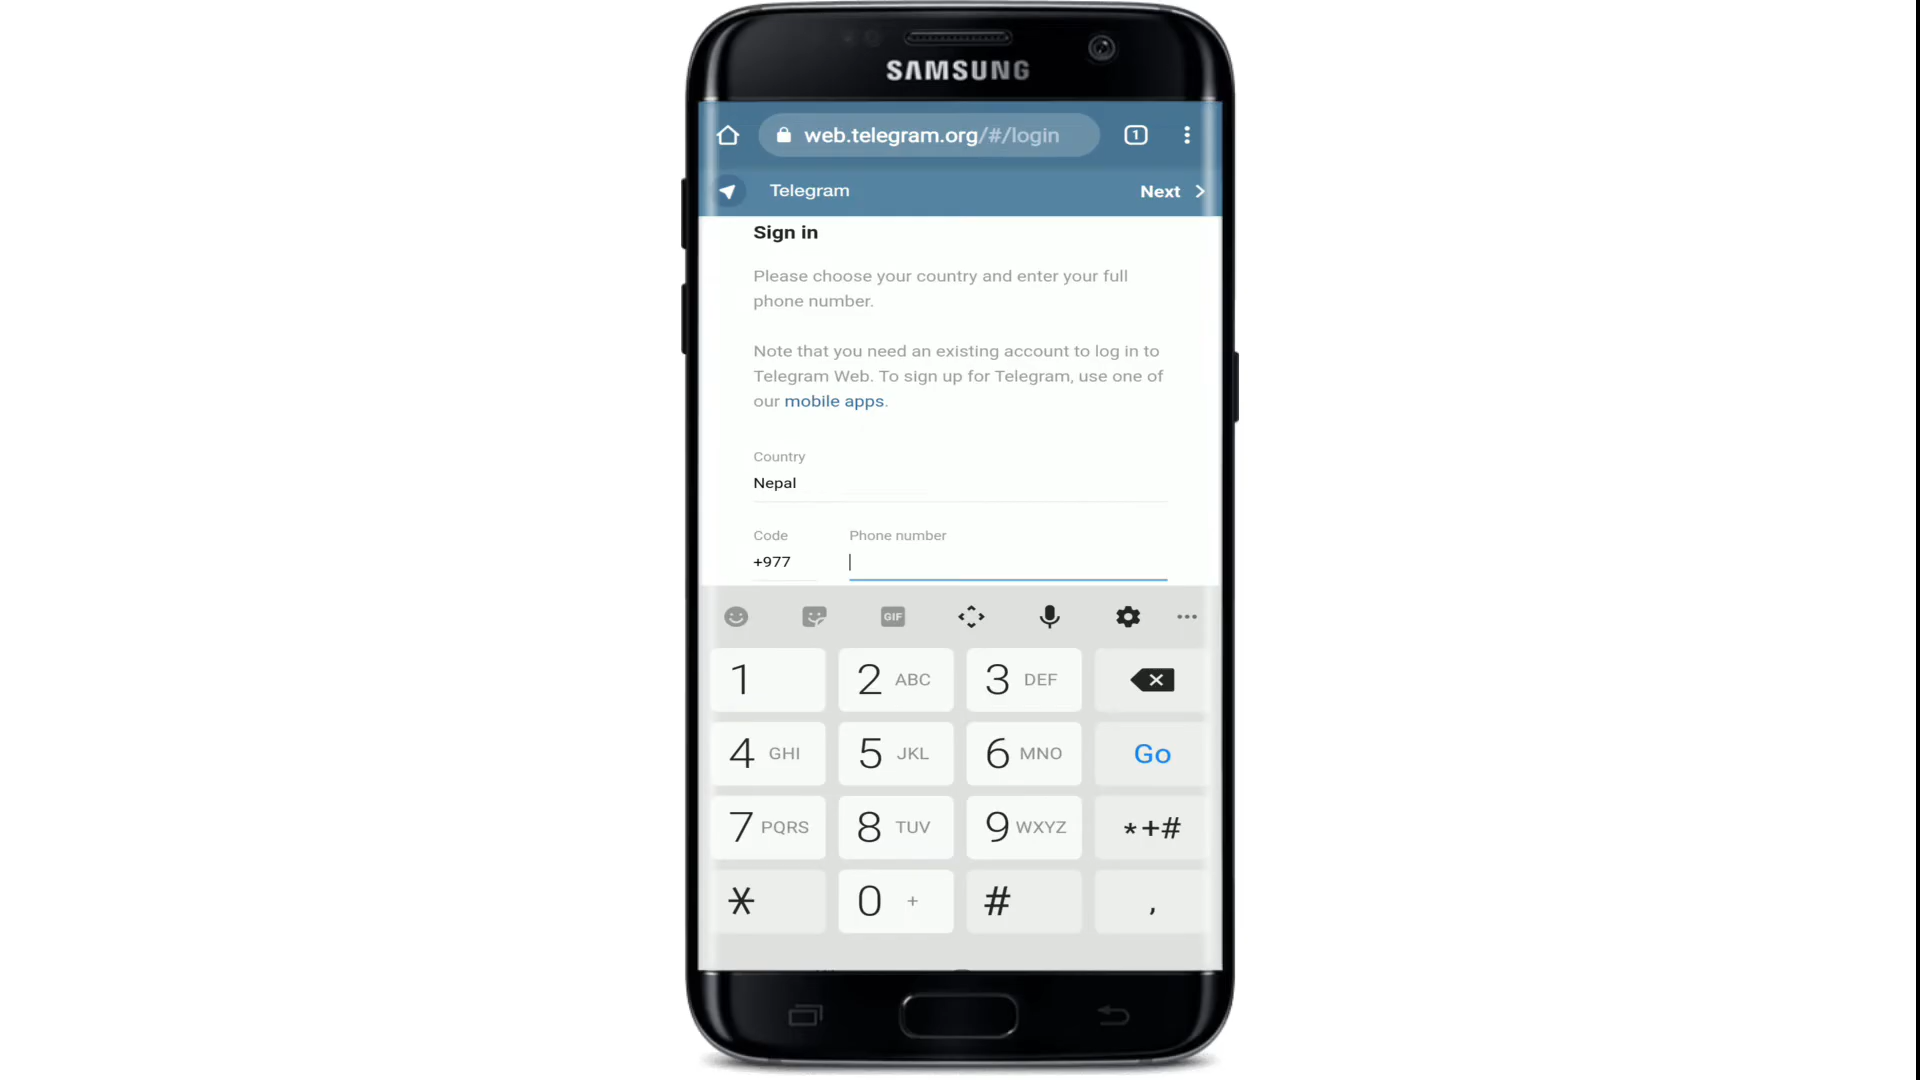 SAMSUNG
web.telegram.org/#/login
1
Telegram
Next
Sign in
Please choose your country and enter your full
phone number.
Note that you need an existing account to log in to
Telegram Web. To sign up for Telegram, use one of
our mobile apps.
Country
Nepal
Code
Phone number
+977
GIF
1
2 ABC
3 DEF
4 GHI
5 JKL
6 MNO
Go
7 PQRS
8 TUV
9 WXYZ
*+#
*
0 +
#
,